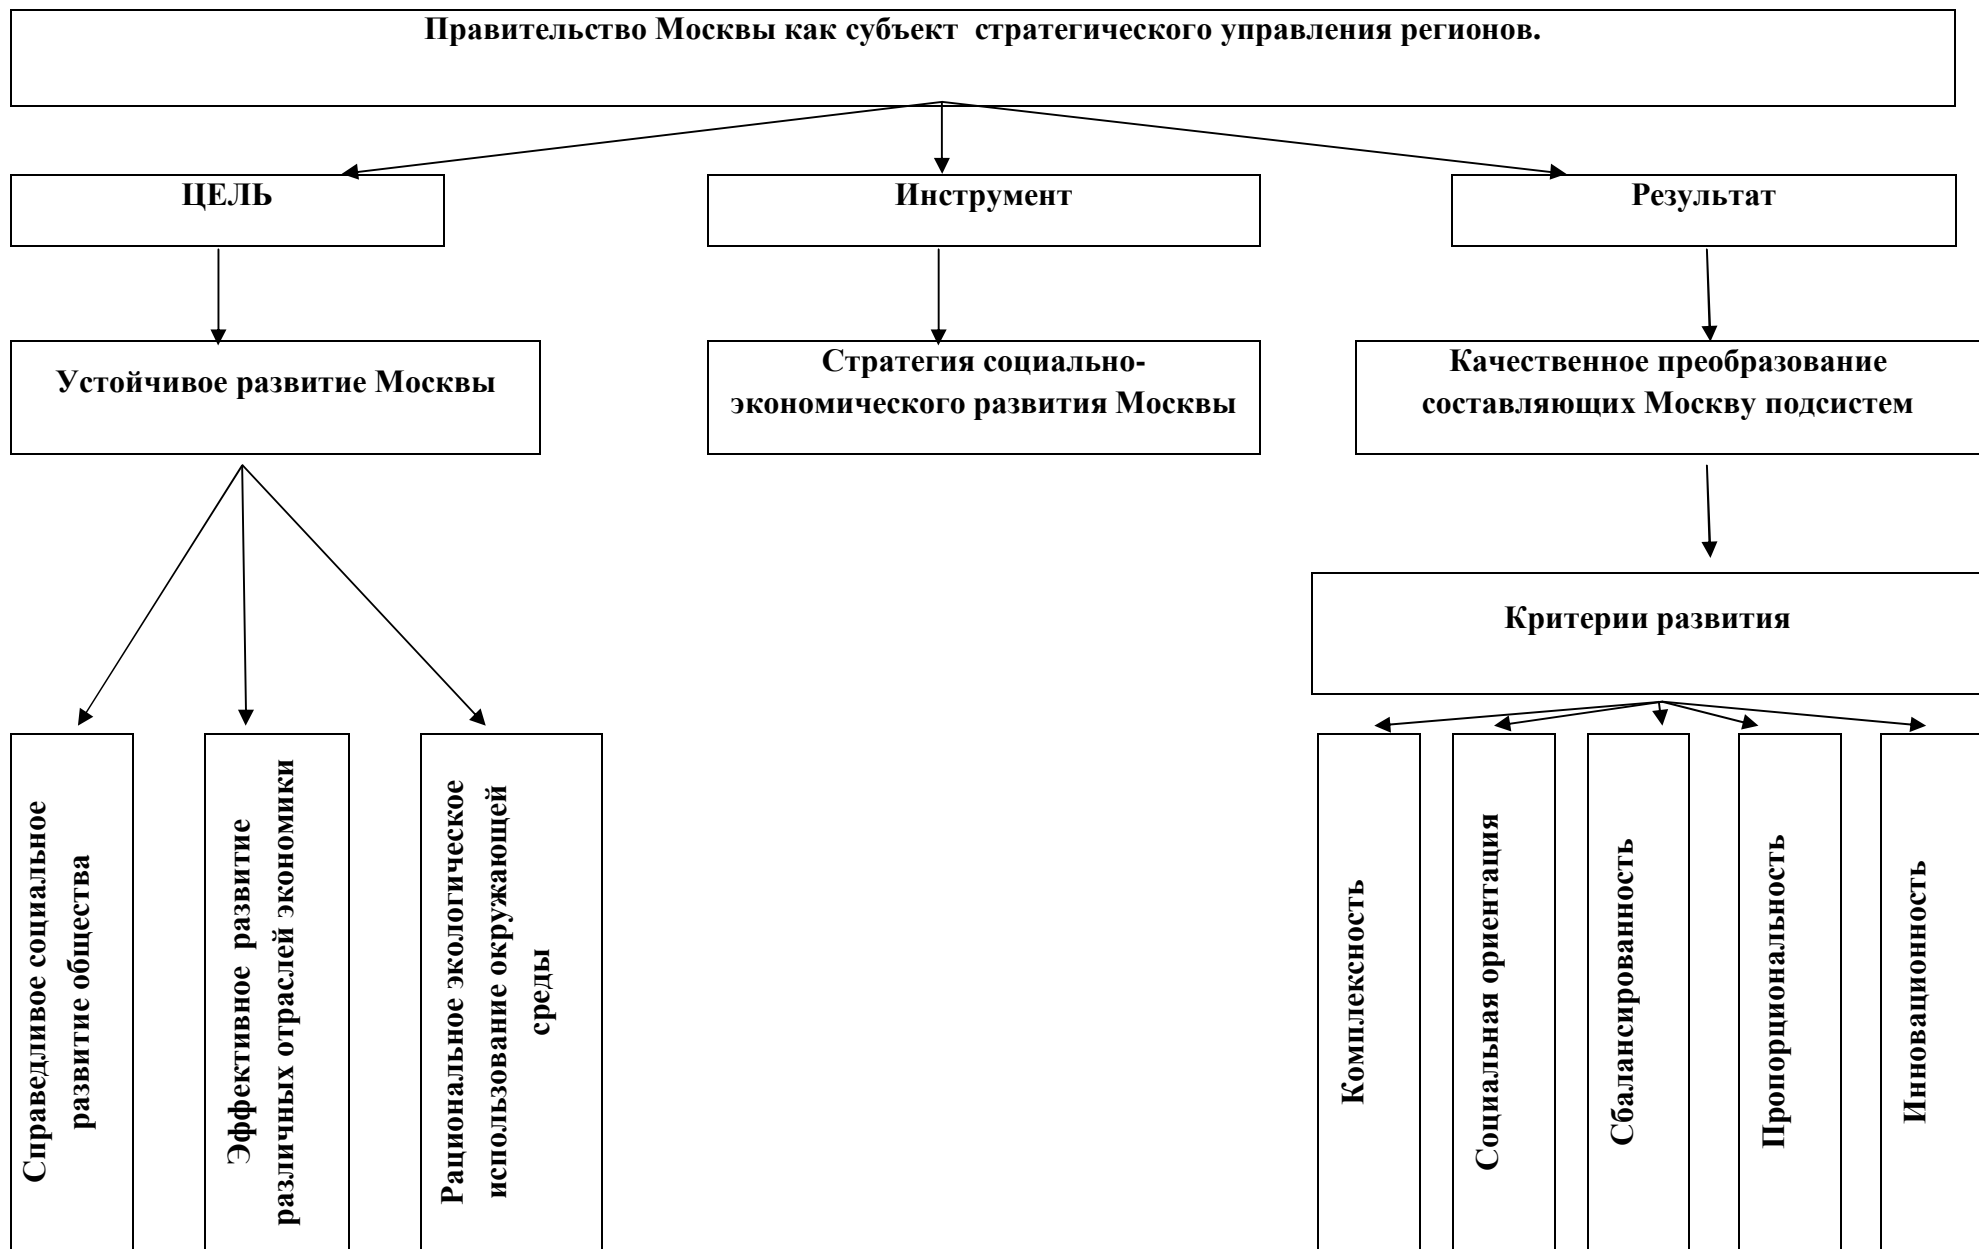 Правительство Москвы как субъект  стратегического управления регионов.
ЦЕЛЬ
Инструмент
Результат
Устойчивое развитие Москвы
Стратегия социально-
экономического развития Москвы
Качественное преобразование
составляющих Москву подсистем
Критерии развития
Справедливое социальное
развитие общества
Эффективное  развитие
различных отраслей экономики
Рациональное экологическое
использование окружающей
среды
Комплексность
Социальная ориентация
Сбалансированность
Пропорциональность
Инновационность